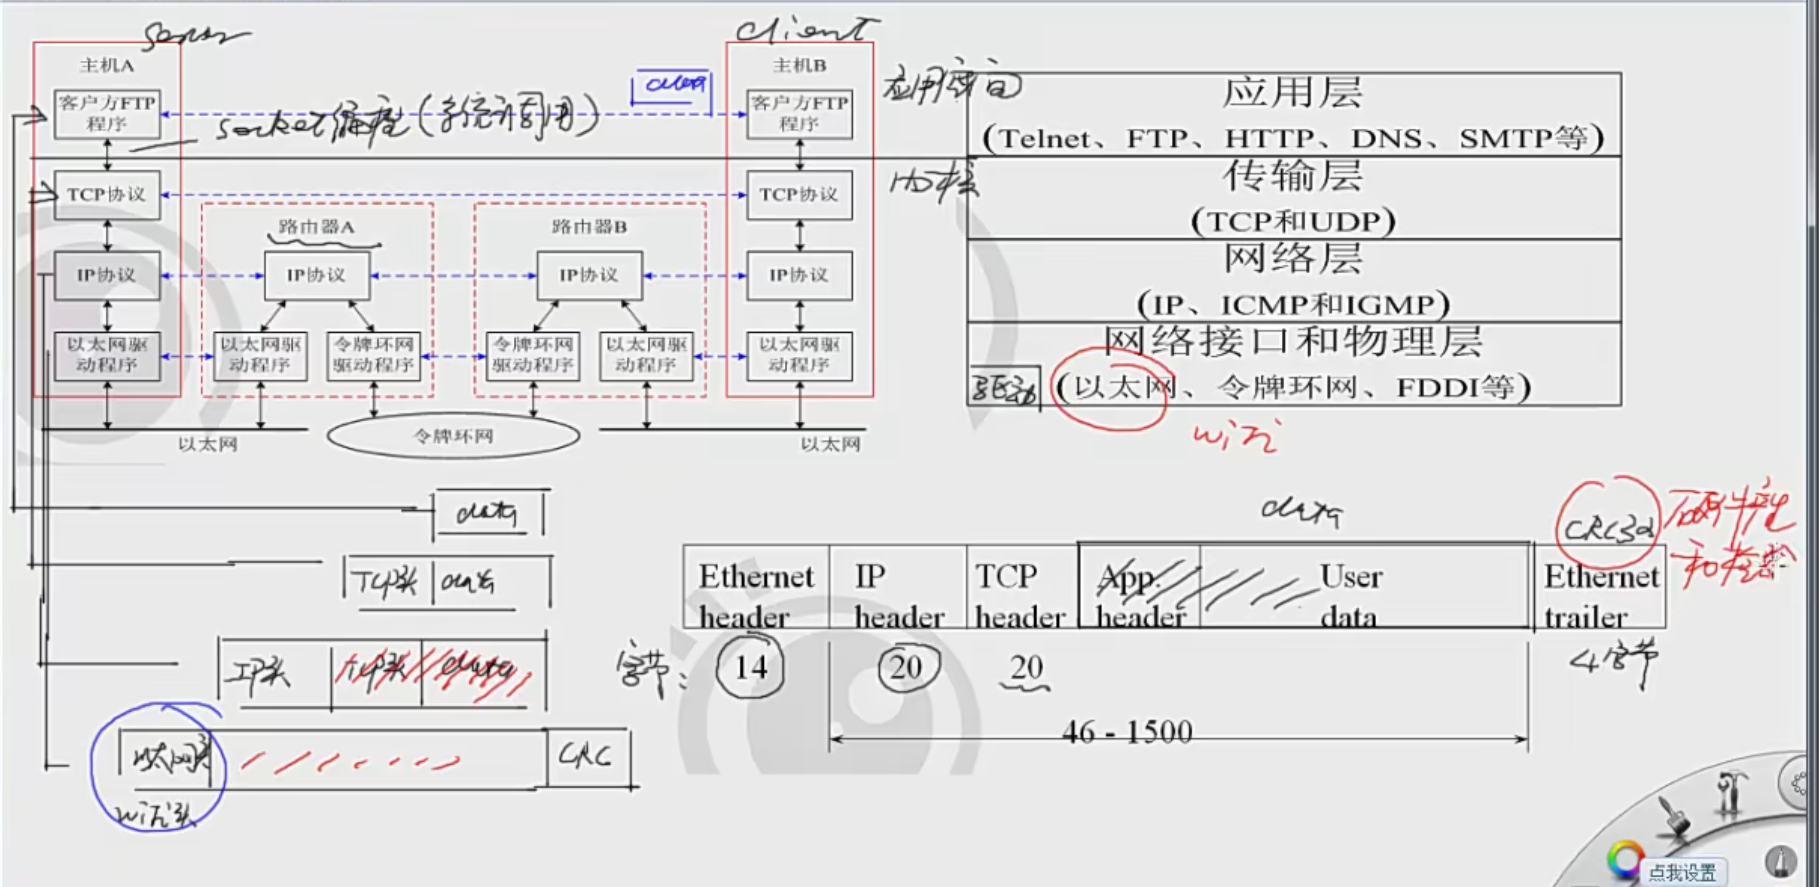 server
client
主机A
主机B
客户方FTP
程序
data
客户方FTP
程序
socket编程(系统调用)
应用空间
应用层
(Telnet、FTP、HTTP、DNS、SMTP等)
TCP协议
TCP协议
内核
传输层
(TCP和UDP)
路由器A
路由器B
IP协议
IP协议
IP协议
IP协议
网络层
(IP、ICMP和IGMP)
以太网驱
动程序
以太网驱
动程序
令牌环网
驱动程序
令牌环网
驱动程序
以太网驱
动程序
以太网驱
动程序
网络接口和物理层
驱动
(以太网、令牌环网、FDDI等)
wifi
以太网
令牌环网
以太网
data
TCP头 data
IP头 TCP头 data
以太网头 CRC
wifi头
data
CRC32
Ethernet
header
IP
header
TCP
header
App.
header
User
data
Ethernet
trailer
字节:
14
20
20
4字节
46 - 1500
点我设置